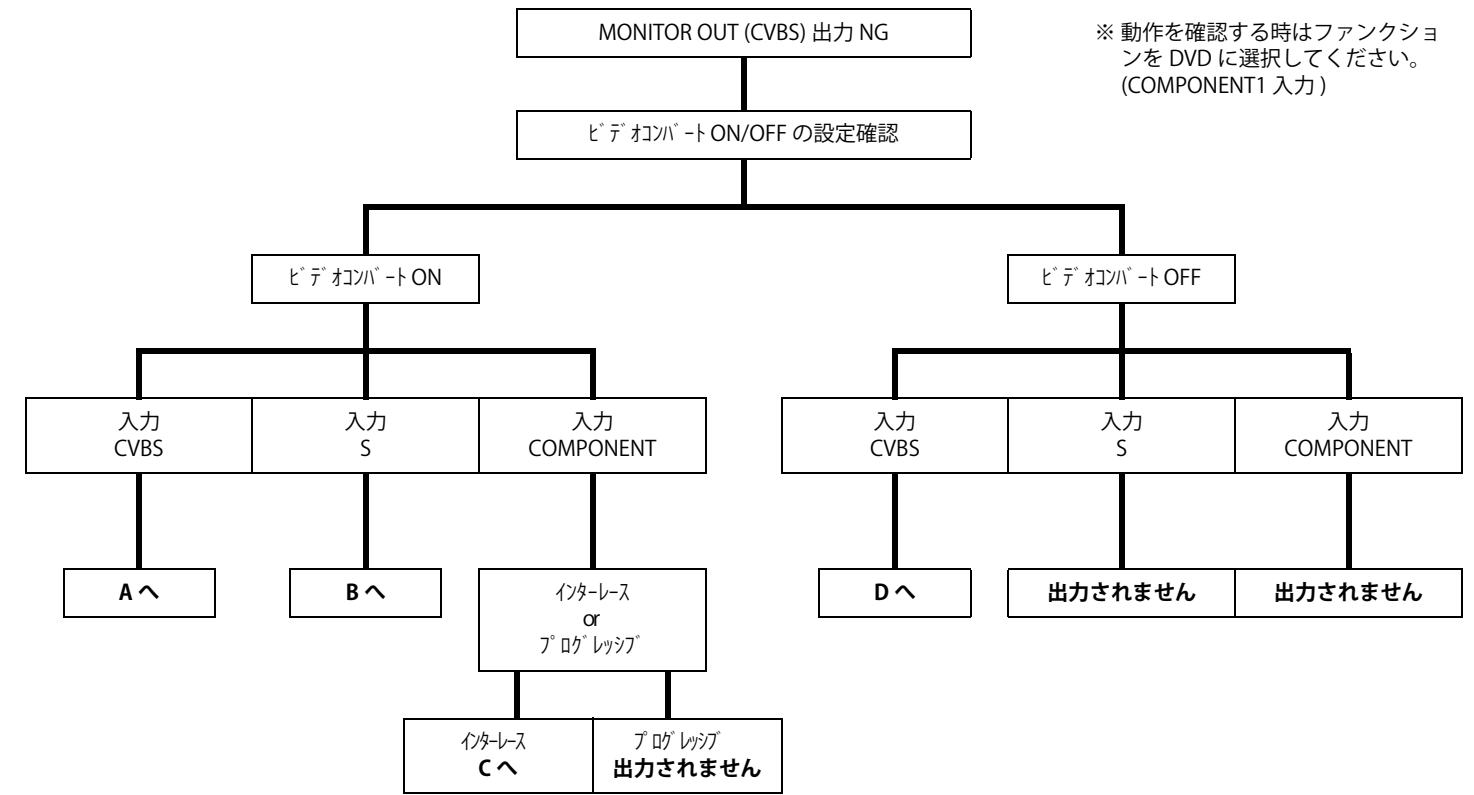 MONITOR OUT (CVBS) 出力 NG
※ 動作を確認する時はファンクショ
ンを DVD に選択してください。
(COMPONENT1 入力 )
ﾋﾞﾃﾞｵｺﾝﾊﾞｰﾄ ON/OFF の設定確認
ﾋﾞﾃﾞｵｺﾝﾊﾞｰﾄ ON
ﾋﾞﾃﾞｵｺﾝﾊﾞｰﾄ OFF
入力
CVBS
入力
S
入力
COMPONENT
入力
CVBS
入力
S
入力
COMPONENT
A へ
B へ
ｲﾝﾀｰﾚｰｽ
or
ﾌﾟﾛｸﾞﾚｯｼﾌﾞ
D へ
出力されません
出力されません
ｲﾝﾀｰﾚｰｽ
C へ
ﾌﾟﾛｸﾞﾚｯｼﾌﾞ
出力されません